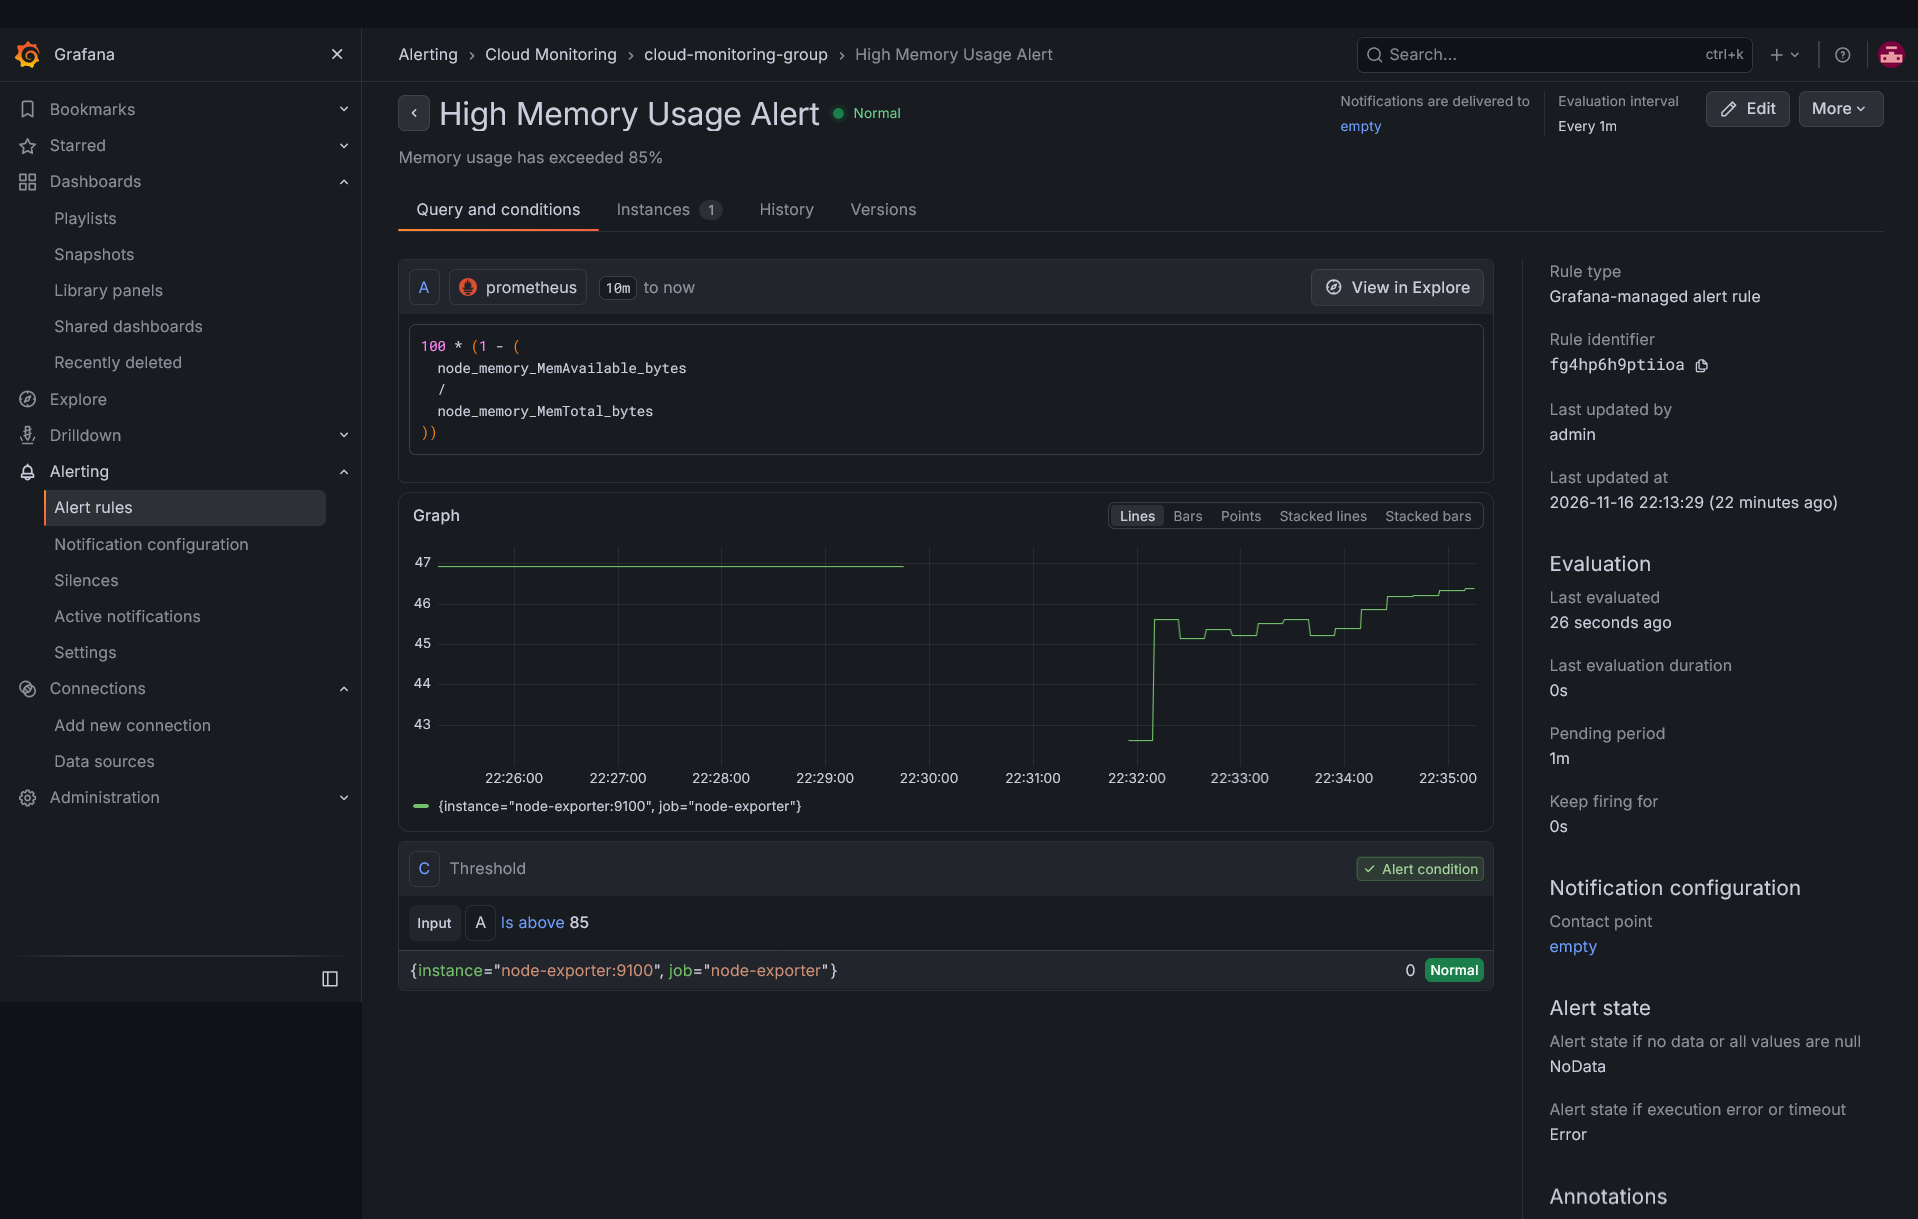 Grafana
Bookmarks
Starred
Dashboards
Playlists
Snapshots
Library panels
Shared dashboards
Recently deleted
Explore
Drilldown
Alerting
Alert rules
Notification configuration
Silences
Active notifications
Settings
Connections
Add new connection
Data sources
Administration
Alerting › Cloud Monitoring › cloud-monitoring-group › High Memory Usage Alert
Search... ctrl+k
High Memory Usage Alert Normal
Memory usage has exceeded 85%
Notifications are delivered to
empty
Evaluation interval
Every 1m
Edit
More
Query and conditions Instances 1 History Versions
A prometheus 10m to now View in Explore
100 * (1 - (
node_memory_MemAvailable_bytes
/
node_memory_MemTotal_bytes
))
Graph
Lines Bars Points Stacked lines Stacked bars
47
46
45
44
43
22:26:00 22:27:00 22:28:00 22:29:00 22:30:00 22:31:00 22:32:00 22:33:00 22:34:00 22:35:00
{instance="node-exporter:9100", job="node-exporter"}
C Threshold Alert condition
Input A Is above 85
{instance="node-exporter:9100", job="node-exporter"} 0 Normal
Rule type
Grafana-managed alert rule
Rule identifier
fg4hp6h9ptiioa
Last updated by
admin
Last updated at
2026-11-16 22:13:29 (22 minutes ago)
Evaluation
Last evaluated
26 seconds ago
Last evaluation duration
0s
Pending period
1m
Keep firing for
0s
Notification configuration
Contact point
empty
Alert state
Alert state if no data or all values are null
NoData
Alert state if execution error or timeout
Error
Annotations